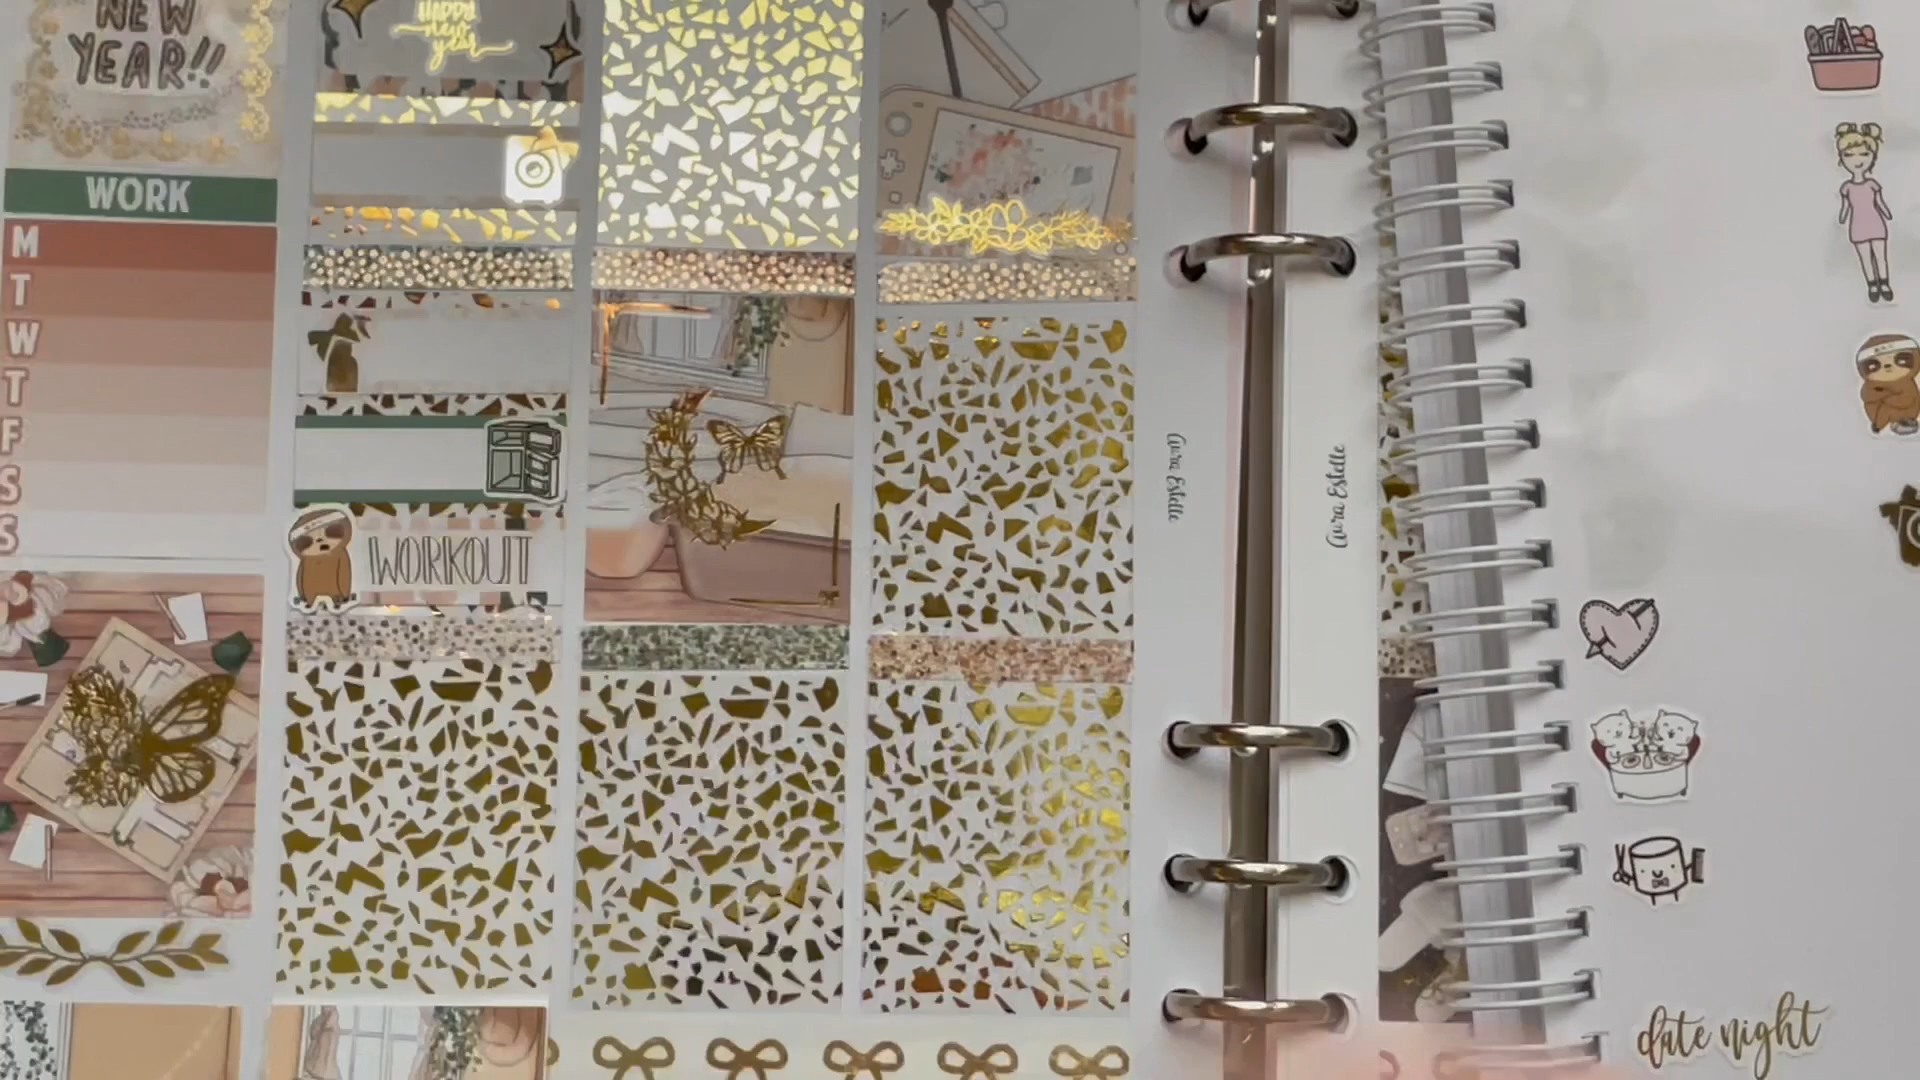 NEW
YEAR!!
HAPPY
new
year
WORK
M
T
W
T
F
S
S
WORKOUT
Aura Estelle
Aura Estelle
date night